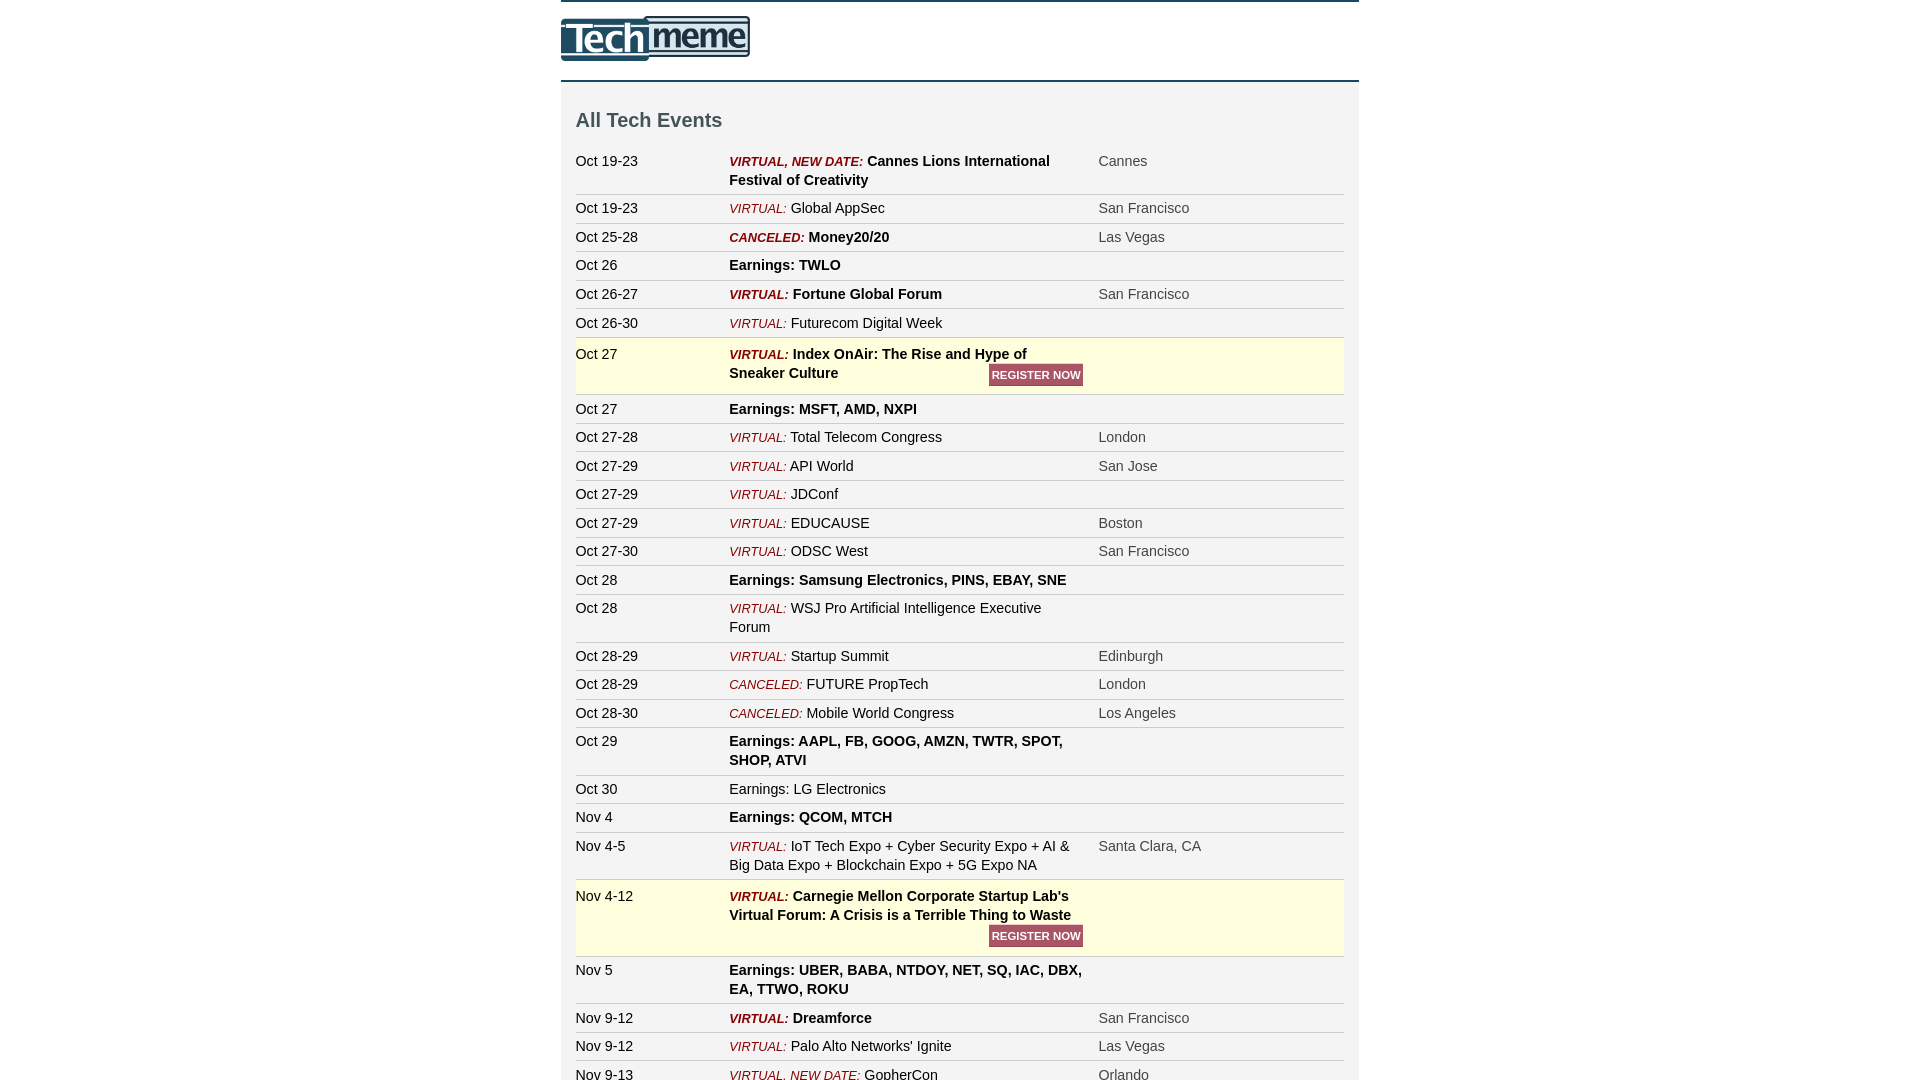 Techmeme
All Tech Events
Oct 19-23 VIRTUAL, NEW DATE: Cannes Lions International Cannes
Festival of Creativity
Oct 19-23 VIRTUAL: Global AppSec San Francisco
Oct 25-28 CANCELED: Money20/20 Las Vegas
Oct 26 Earnings: TWLO
Oct 26-27 VIRTUAL: Fortune Global Forum San Francisco
Oct 26-30 VIRTUAL: Futurecom Digital Week
Oct 27 VIRTUAL: Index OnAir: The Rise and Hype of
Sneaker Culture REGISTER NOW
Oct 27 Earnings: MSFT, AMD, NXPI
Oct 27-28 VIRTUAL: Total Telecom Congress London
Oct 27-29 VIRTUAL: API World San Jose
Oct 27-29 VIRTUAL: JDConf
Oct 27-29 VIRTUAL: EDUCAUSE Boston
Oct 27-30 VIRTUAL: ODSC West San Francisco
Oct 28 Earnings: Samsung Electronics, PINS, EBAY, SNE
Oct 28 VIRTUAL: WSJ Pro Artificial Intelligence Executive
Forum
Oct 28-29 VIRTUAL: Startup Summit Edinburgh
Oct 28-29 CANCELED: FUTURE PropTech London
Oct 28-30 CANCELED: Mobile World Congress Los Angeles
Oct 29 Earnings: AAPL, FB, GOOG, AMZN, TWTR, SPOT,
SHOP, ATVI
Oct 30 Earnings: LG Electronics
Nov 4 Earnings: QCOM, MTCH
Nov 4-5 VIRTUAL: IoT Tech Expo + Cyber Security Expo + AI & Santa Clara, CA
Big Data Expo + Blockchain Expo + 5G Expo NA
Nov 4-12 VIRTUAL: Carnegie Mellon Corporate Startup Lab's
Virtual Forum: A Crisis is a Terrible Thing to Waste
REGISTER NOW
Nov 5 Earnings: UBER, BABA, NTDOY, NET, SQ, IAC, DBX,
EA, TTWO, ROKU
Nov 9-12 VIRTUAL: Dreamforce San Francisco
Nov 9-12 VIRTUAL: Palo Alto Networks' Ignite Las Vegas
Nov 9-13 VIRTUAL, NEW DATE: GopherCon Orlando